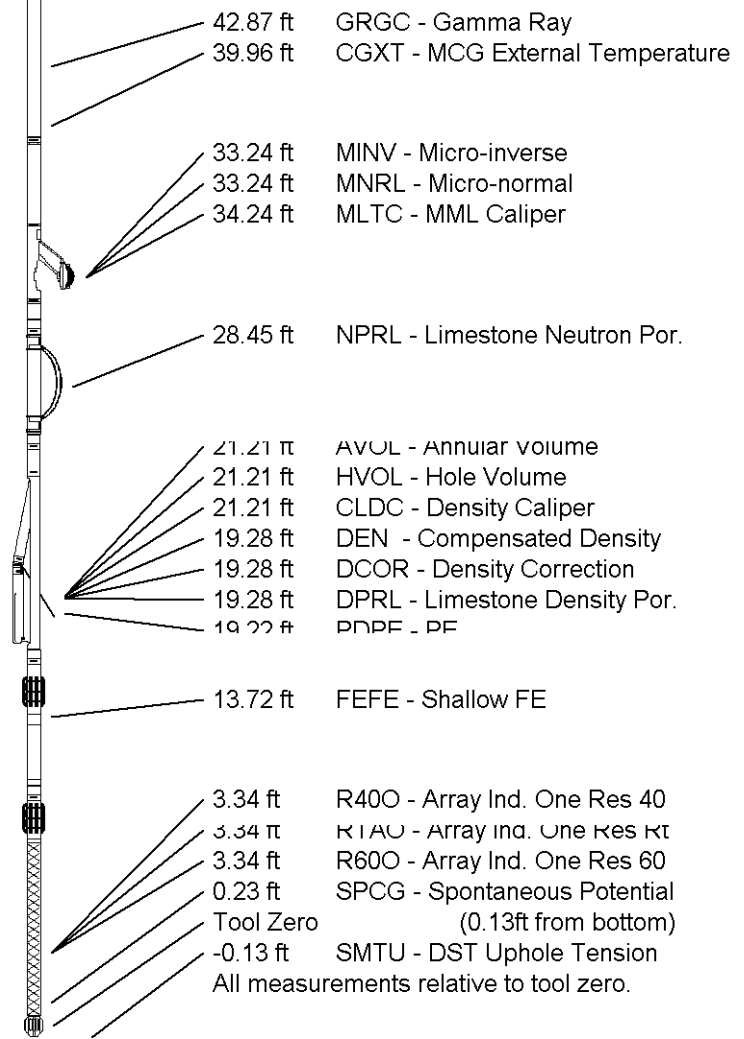 42.87 ft GRGC - Gamma Ray
39.96 ft CGXT - MCG External Temperature
33.24 ft MINV - Micro-inverse
33.24 ft MNRL - Micro-normal
34.24 ft MLTC - MML Caliper
28.45 ft NPRL - Limestone Neutron Por.
21.21 ft AVOL - Annular Volume
21.21 ft HVOL - Hole Volume
21.21 ft CLDC - Density Caliper
19.28 ft DEN - Compensated Density
19.28 ft DCOR - Density Correction
19.28 ft DPRL - Limestone Density Por.
19.22 ft PDPE - PE
13.72 ft FEFE - Shallow FE
3.34 ft R40O - Array Ind. One Res 40
3.34 ft RTAO - Array Ind. One Res Rt
3.34 ft R60O - Array Ind. One Res 60
0.23 ft SPCG - Spontaneous Potential
Tool Zero (0.13ft from bottom)
-0.13 ft SMTU - DST Uphole Tension
All measurements relative to tool zero.